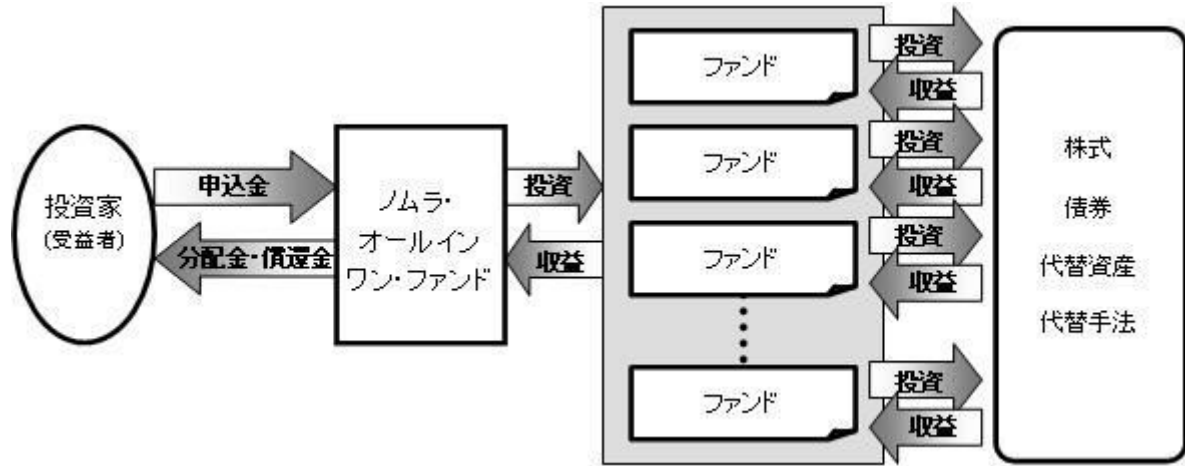 投資家
(受益者)
申込金
分配金・償還金
ノムラ・
オールイン
ワン・ファンド
投資
収益
ファンド
投資
収益
ファンド
投資
収益
ファンド
投資
収益
ファンド
投資
収益
株式
債券
代替資産
代替手法